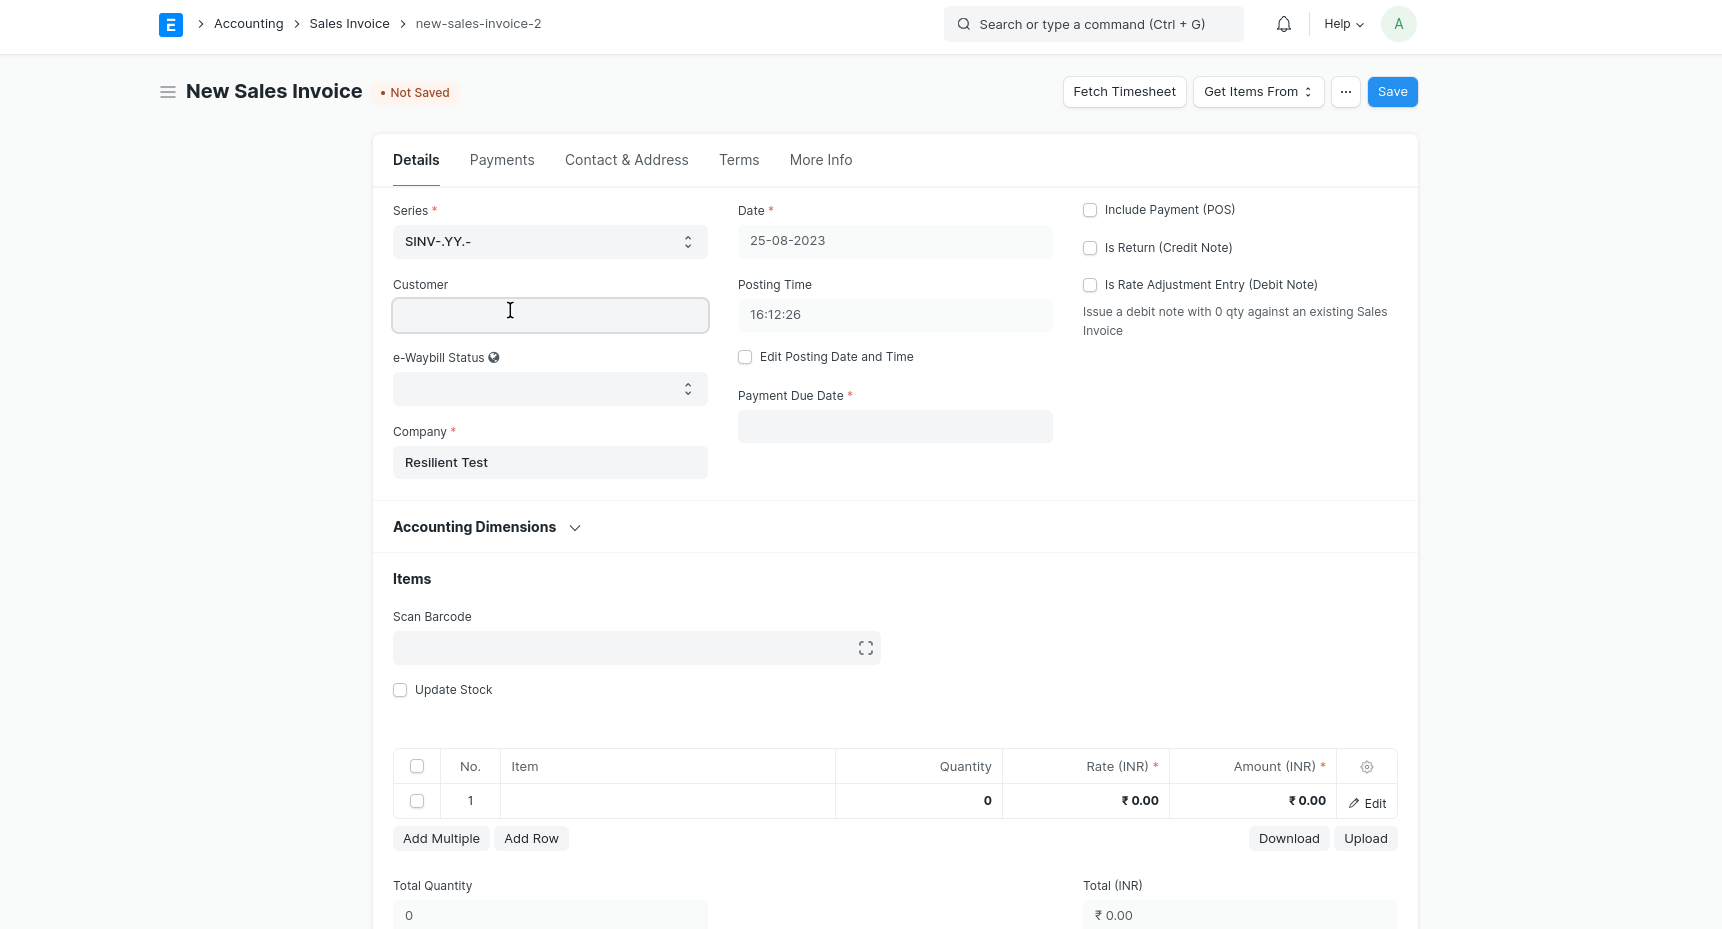 E Accounting Sales Invoice new-sales-invoice-2 Search or type a command (Ctrl + G) Help A
New Sales Invoice • Not Saved Fetch Timesheet Get Items From ··· Save
Details Payments Contact & Address Terms More Info
Series * Date * Include Payment (POS)
SINV-.YY.- 25-08-2023
Is Return (Credit Note)
Customer Posting Time Is Rate Adjustment Entry (Debit Note)
16:12:26 Issue a debit note with 0 qty against an existing Sales
Invoice
e-Waybill Status Edit Posting Date and Time
Payment Due Date *
Company *
Resilient Test
Accounting Dimensions
Items
Scan Barcode
Update Stock
No. Item Quantity Rate (INR) * Amount (INR) *
1 0 ₹ 0.00 ₹ 0.00 Edit
Add Multiple Add Row Download Upload
Total Quantity Total (INR)
0 ₹ 0.00